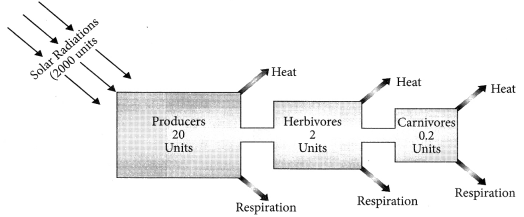 Solar Radiations
(2000 units
Heat
Heat
Heat
Producers
20
Units
Herbivores
2
Units
Carnivores
0.2
Units
Respiration
Respiration
Respiration